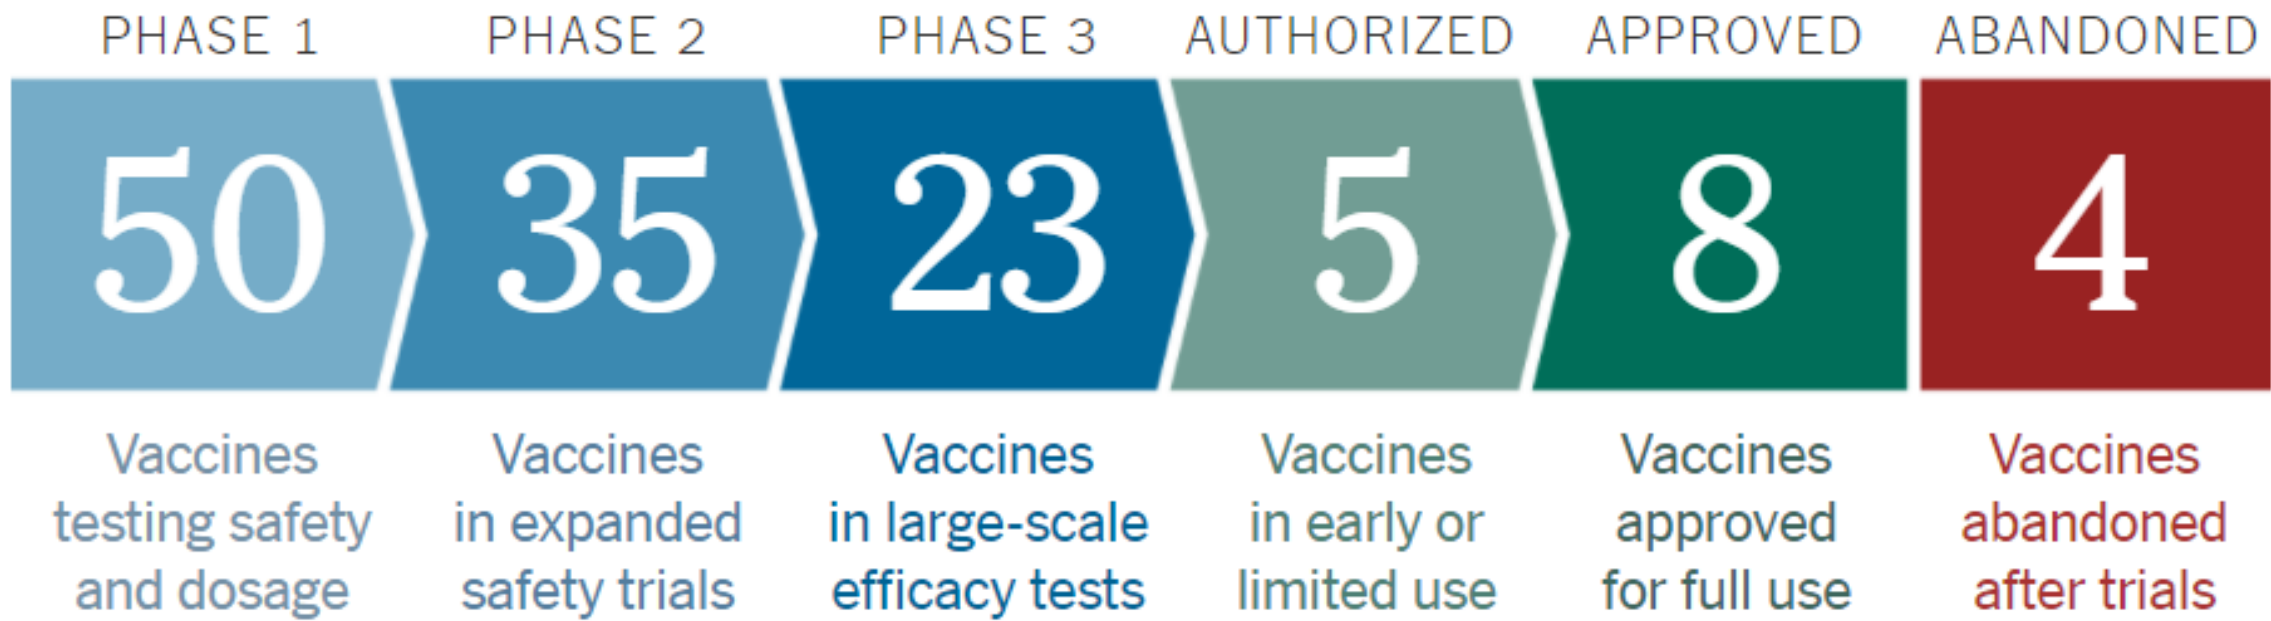 PHASE 1 PHASE 2 PHASE 3 AUTHORIZED APPROVED ABANDONED
50 35 23 5 8 4
Vaccines
testing safety
and dosage
Vaccines
in expanded
safety trials
Vaccines
in large-scale
efficacy tests
Vaccines
in early or
limited use
Vaccines
approved
for full use
Vaccines
abandoned
after trials